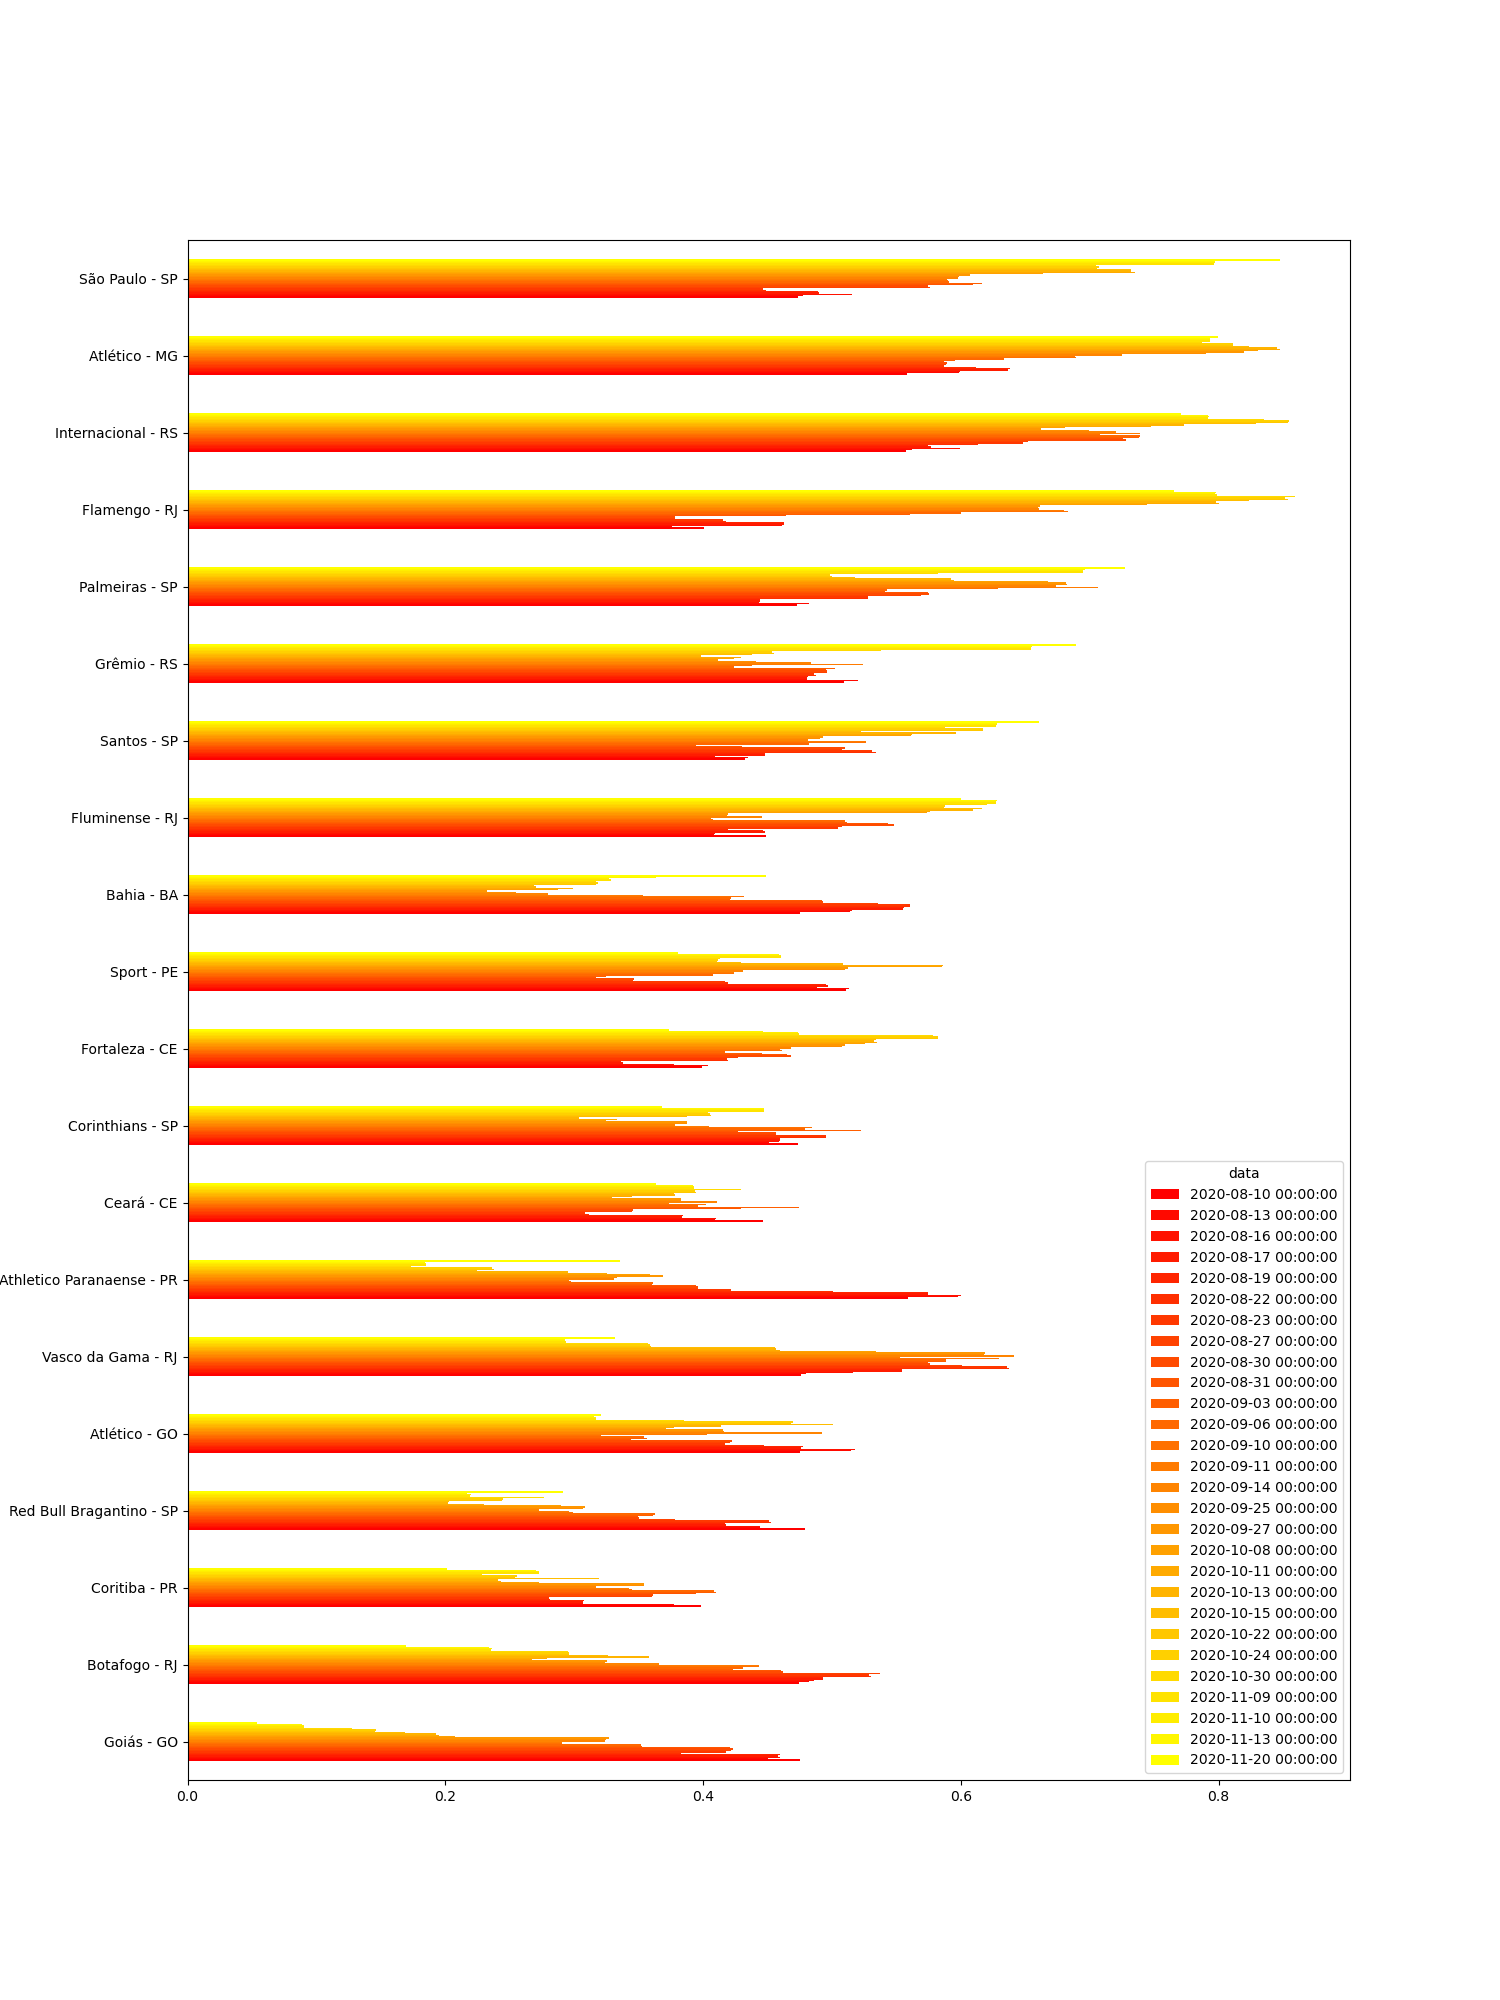 São Paulo - SP
Atlético - MG
Internacional - RS
Flamengo - RJ
Palmeiras - SP
Grêmio - RS
Santos - SP
Fluminense - RJ
Bahia - BA
Sport - PE
Fortaleza - CE
Corinthians - SP
Ceará - CE
Athletico Paranaense - PR
Vasco da Gama - RJ
Atlético - GO
Red Bull Bragantino - SP
Coritiba - PR
Botafogo - RJ
Goiás - GO
data
2020-08-10 00:00:00
2020-08-13 00:00:00
2020-08-16 00:00:00
2020-08-17 00:00:00
2020-08-19 00:00:00
2020-08-22 00:00:00
2020-08-23 00:00:00
2020-08-27 00:00:00
2020-08-30 00:00:00
2020-08-31 00:00:00
2020-09-03 00:00:00
2020-09-06 00:00:00
2020-09-10 00:00:00
2020-09-11 00:00:00
2020-09-14 00:00:00
2020-09-25 00:00:00
2020-09-27 00:00:00
2020-10-08 00:00:00
2020-10-11 00:00:00
2020-10-13 00:00:00
2020-10-15 00:00:00
2020-10-22 00:00:00
2020-10-24 00:00:00
2020-10-30 00:00:00
2020-11-09 00:00:00
2020-11-10 00:00:00
2020-11-13 00:00:00
2020-11-20 00:00:00
0.0 0.2 0.4 0.6 0.8